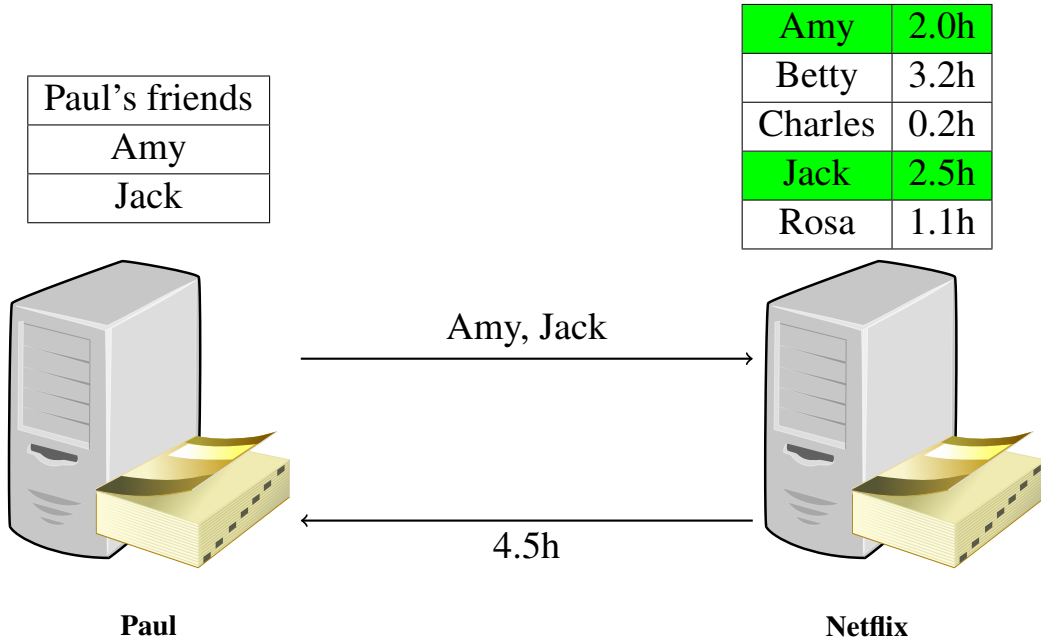 Paul's friends
Amy
Jack
Amy 2.0h
Betty 3.2h
Charles 0.2h
Jack 2.5h
Rosa 1.1h
Amy, Jack
4.5h
Paul
Netflix